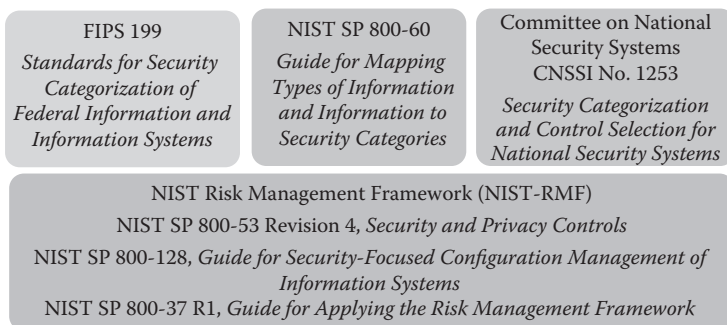 FIPS 199
Standards for Security
Categorization of
Federal Information and
Information Systems
NIST SP 800-60
Guide for Mapping
Types of Information
and Information to
Security Categories
Committee on National
Security Systems
CNSSI No. 1253
Security Categorization
and Control Selection for
National Security Systems
NIST Risk Management Framework (NIST-RMF)
NIST SP 800-53 Revision 4, Security and Privacy Controls
NIST SP 800-128, Guide for Security-Focused Configuration Management of
Information Systems
NIST SP 800-37 R1, Guide for Applying the Risk Management Framework